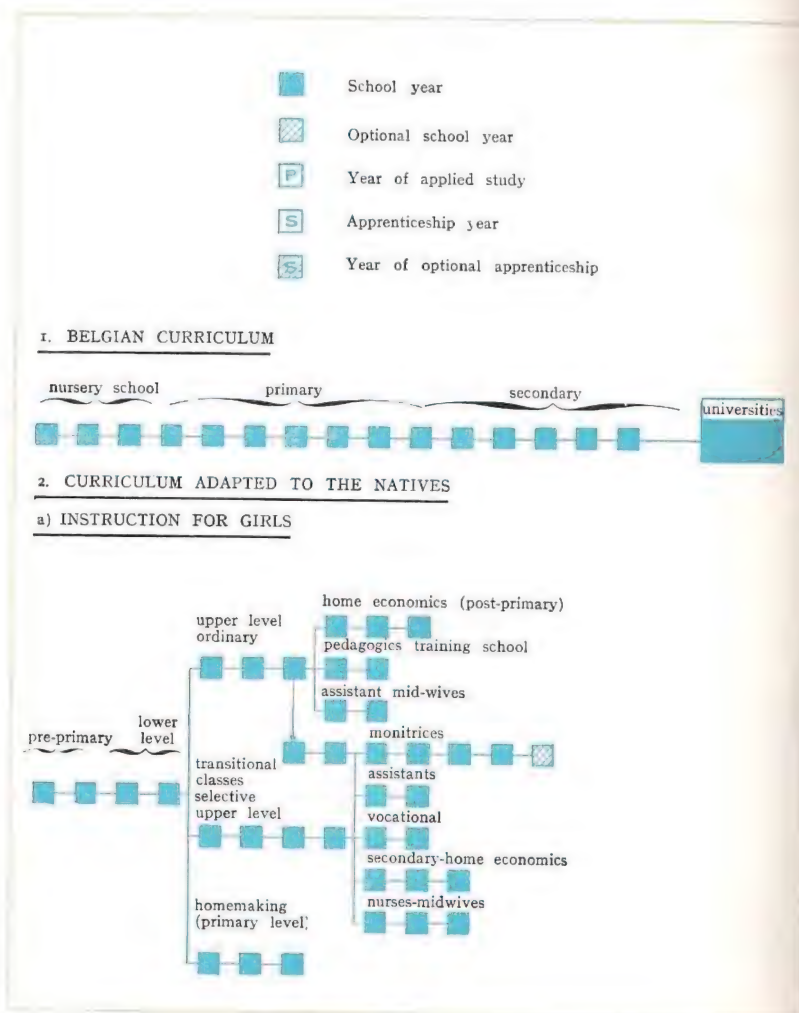 School year
Optional school year
P Year of applied study
S Apprenticeship year
S Year of optional apprenticeship
1. BELGIAN CURRICULUM
nursery school primary secondary
universities
2. CURRICULUM ADAPTED TO THE NATIVES
a) INSTRUCTION FOR GIRLS
home economics (post-primary)
upper level
ordinary
pedagogics training school
assistant mid-wives
lower
pre-primary level
monitrices
transitional
classes
selective
upper level
assistants
vocational
secondary-home economics
nurses-midwives
homemaking
(primary level)